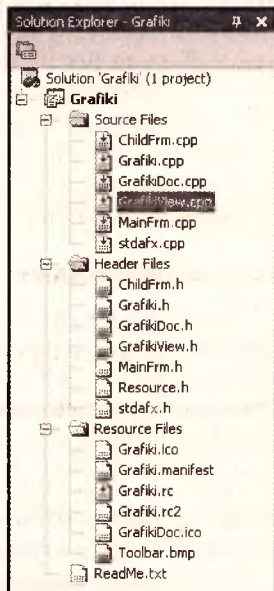 Solution Explorer - Grafiki
Solution 'Grafiki' (1 project)
Grafiki
Source Files
ChildFrm.cpp
Grafiki.cpp
GrafikiDoc.cpp
GrafikiView.cpp
MainFrm.cpp
stdafx.cpp
Header Files
ChildFrm.h
Grafiki.h
GrafikiDoc.h
GrafikiView.h
MainFrm.h
Resource.h
stdafx.h
Resource Files
Grafiki.ico
Grafiki.manifest
Grafiki.rc
Grafiki.rc2
GrafikiDoc.ico
Toolbar.bmp
ReadMe.txt